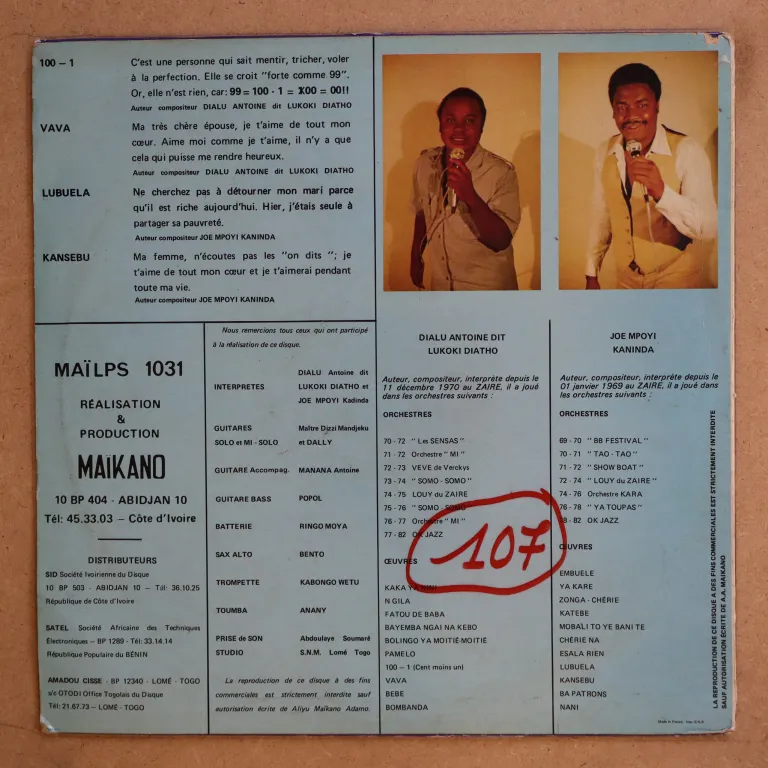 100 — 1
C'est une personne qui sait mentir, tricher, voler
à la perfection. Elle se croit "forte comme 99".
Or, elle n'est rien, car: 99 = 100 - 1 = 100 = 00!!
Auteur compositeur DIALU ANTOINE dit LUKOKI DIATHO
VAVA
Ma très chère épouse, je t'aime de tout mon
cœur. Aime moi comme je t'aime, il n'y a que
cela qui puisse me rendre heureux.
Auteur compositeur DIALU ANTOINE dit LUKOKI DIATHO
LUBUELA
Ne cherchez pas à détourner mon mari parce
qu'il est riche aujourd'hui. Hier, j'étais seule à
partager sa pauvreté.
Auteur compositeur JOE MPOYI KANINDA
KANSEBU
Ma femme, n'écoutes pas les "on dits"; je
t'aime de tout mon cœur et je t'aimerai pendant
toute ma vie.
Auteur compositeur JOE MPOYI KANINDA
MAÏLPS 1031
RÉALISATION
&
PRODUCTION
MAÏKANO
10 BP 404 - ABIDJAN 10
Tél: 45.33.03 — Côte d'Ivoire
DISTRIBUTEURS
SID Société Ivoirienne du Disque
10 BP 503 - ABIDJAN 10 — Tél: 36.10.25
République de Côte d'Ivoire
SATEL Société Africaine des Techniques
Électroniques — BP 1289 - Tél: 33.14.14
République Populaire du BÉNIN
AMADOU CISSE - BP 12340 - LOMÉ - TOGO
s/c OTODI Office Togolais du Disque
Tél: 21.67.73 — LOMÉ - TOGO
Nous remercions tous ceux qui ont participé
à la réalisation de ce disque.
INTERPRETES
DIALU Antoine dit
LUKOKI DIATHO et
JOE MPOYI Kadinda
GUITARES
SOLO et MI - SOLO
Maître Dizzi Mandjeku
et DALLY
GUITARE Accompag. MANANA Antoine
GUITARE BASS POPOL
BATTERIE RINGO MOYA
SAX ALTO BENTO
TROMPETTE KABONGO WETU
TOUMBA ANANY
PRISE de SON Abdoulaye Soumaré
STUDIO S.N.M. Lomé Togo
La reproduction de ce disque à des fins
commerciales est strictement interdite sauf
autorisation écrite de Aliyu Maïkano Adamo.
DIALU ANTOINE DIT
LUKOKI DIATHO
Auteur, compositeur, interprète depuis le
11 décembre 1970 au ZAIRE, il a joué
dans les orchestres suivants :
ORCHESTRES
70 - 72 " Les SENSAS "
71 - 72 Orchestre " MI "
72 - 73 VEVE de Verckys
73 - 74 " SOMO - SOMO "
74 - 75 LOUY du ZAIRE
75 - 76 " SOMO - SOMO "
76 - 77 Orchestre " MI "
77 - 82 OK JAZZ
107
ŒUVRES
KAKA YA NINI
N GILA
FATOU DE BABA
BAYEMBA NGAI NA KEBO
BOLINGO YA MOITIÉ-MOITIE
PAMELO
100 — 1 (Cent moins un)
VAVA
BEBE
BOMBANDA
JOE MPOYI
KANINDA
Auteur, compositeur, interprète depuis le
01 janvier 1969 au ZAIRE, il a joué dans
les orchestres suivants :
ORCHESTRES
69 - 70 " BB FESTIVAL "
70 - 71 " TAO - TAO "
71 - 72 " SHOW BOAT "
72 - 74 " LOUY du ZAIRE "
74 - 76 Orchestre KARA
76 - 78 " YA TOUPAS "
78 - 82 OK JAZZ
ŒUVRES
EMBUELE
YA KARE
ZONGA - CHÉRIE
KATEBE
MOBALI TO YE BANI TE
CHÉRIE NA
ESALA RIEN
LUBUELA
KANSEBU
BA PATRONS
NANI
LA REPRODUCTION DE CE DISQUE A DES FINS COMMERCIALES EST STRICTEMENT INTERDITE
SAUF AUTORISATION ÉCRITE DE A.A. MAIKANO
Made in France